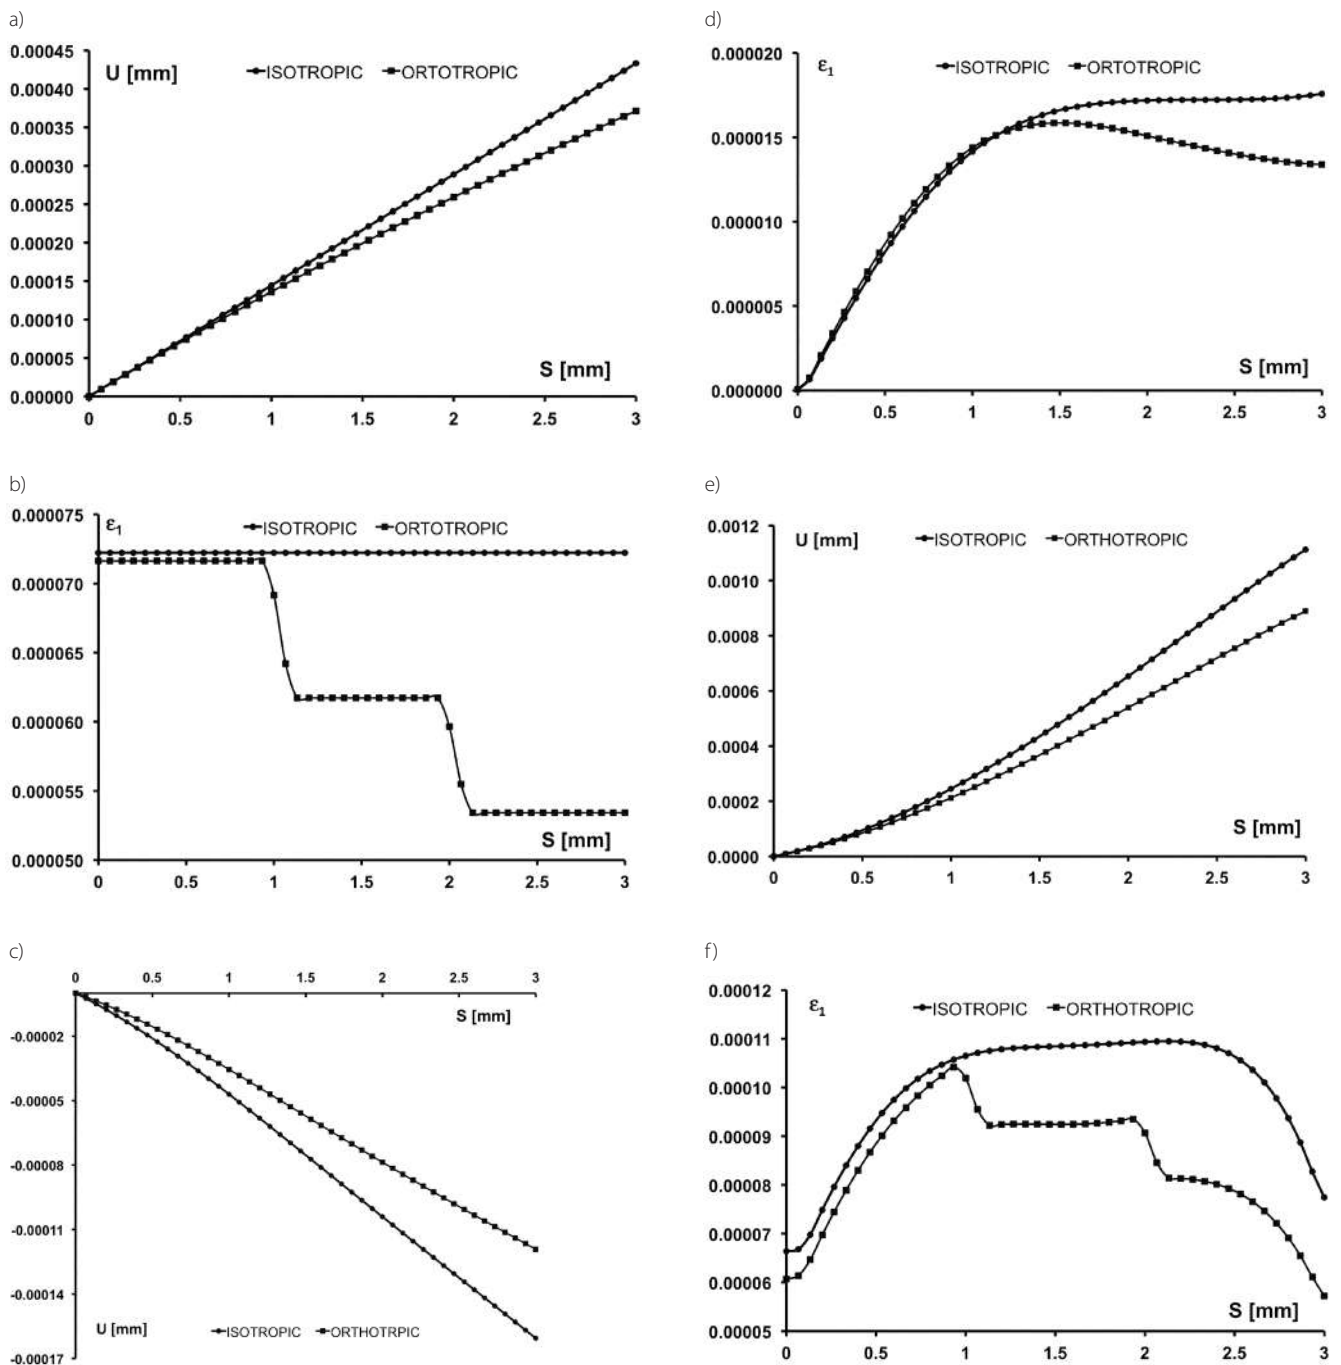 a)
0.00045
0.00040
0.00035
0.00030
0.00025
0.00020
0.00015
0.00010
0.00005
0.00000
U [mm]
ISOTROPIC ORTOTROPIC
S [mm]
0 0.5 1 1.5 2 2.5 3
b)
0.000075
0.000070
0.000065
0.000060
0.000055
0.000050
ε1
ISOTROPIC ORTOTROPIC
S [mm]
0 0.5 1 1.5 2 2.5 3
c)
0 0.5 1 1.5 2 2.5 3
S [mm]
-0.00002
-0.00005
-0.00008
-0.00011
-0.00014
-0.00017
U [mm]
ISOTROPIC ORTHOTRPIC
d)
0.000020
0.000015
0.000010
0.000005
0.000000
ε1
ISOTROPIC ORTOTROPIC
S [mm]
0 0.5 1 1.5 2 2.5 3
e)
0.0012
0.0010
0.0008
0.0006
0.0004
0.0002
0.0000
U [mm]
ISOTROPIC ORTHOTROPIC
S [mm]
0 0.5 1 1.5 2 2.5 3
f)
0.00012
0.00011
0.00010
0.00009
0.00008
0.00007
0.00006
0.00005
ε1
ISOTROPIC ORTHOTROPIC
S [mm]
0 0.5 1 1.5 2 2.5 3